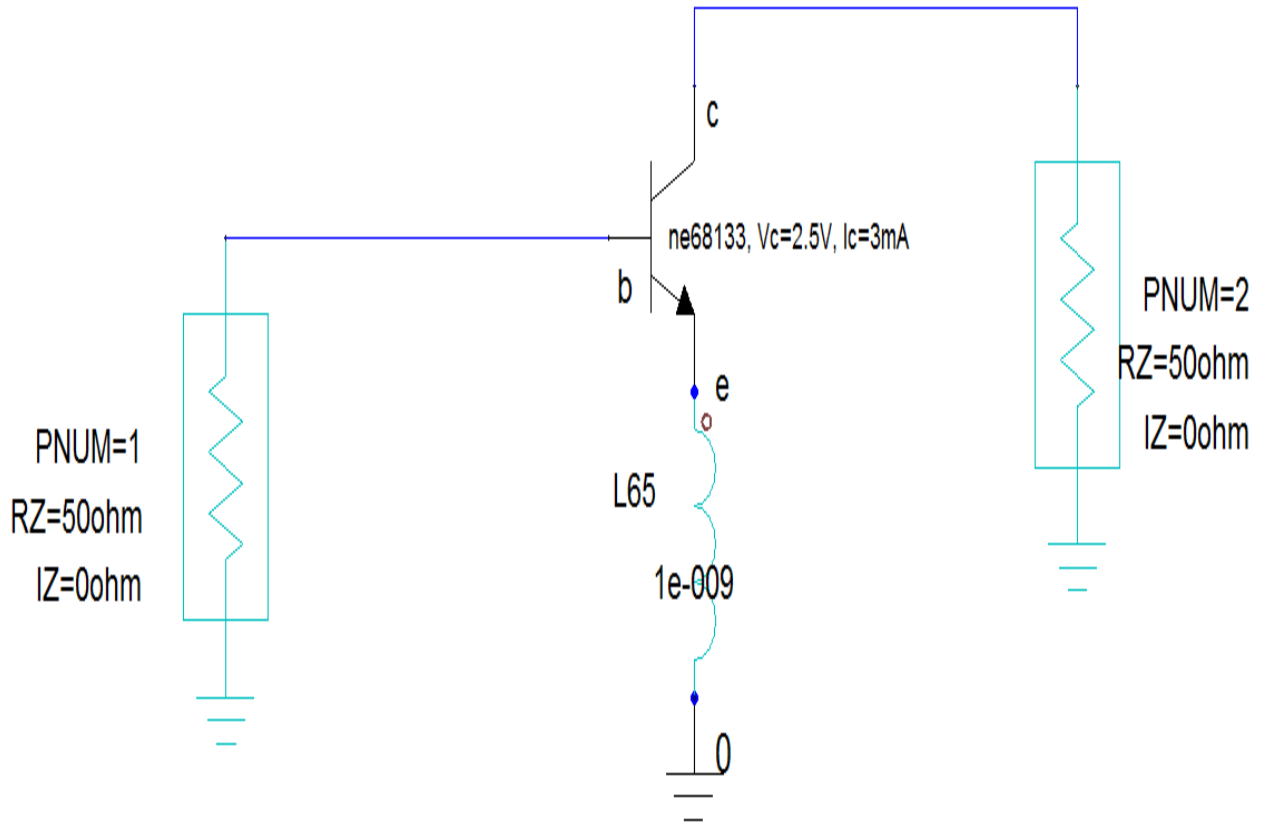 c
ne68133, Vc=2.5V, Ic=3mA
b
PNUM=2
RZ=50ohm
IZ=0ohm
e
PNUM=1
RZ=50ohm
IZ=0ohm
L65
1e-009
0